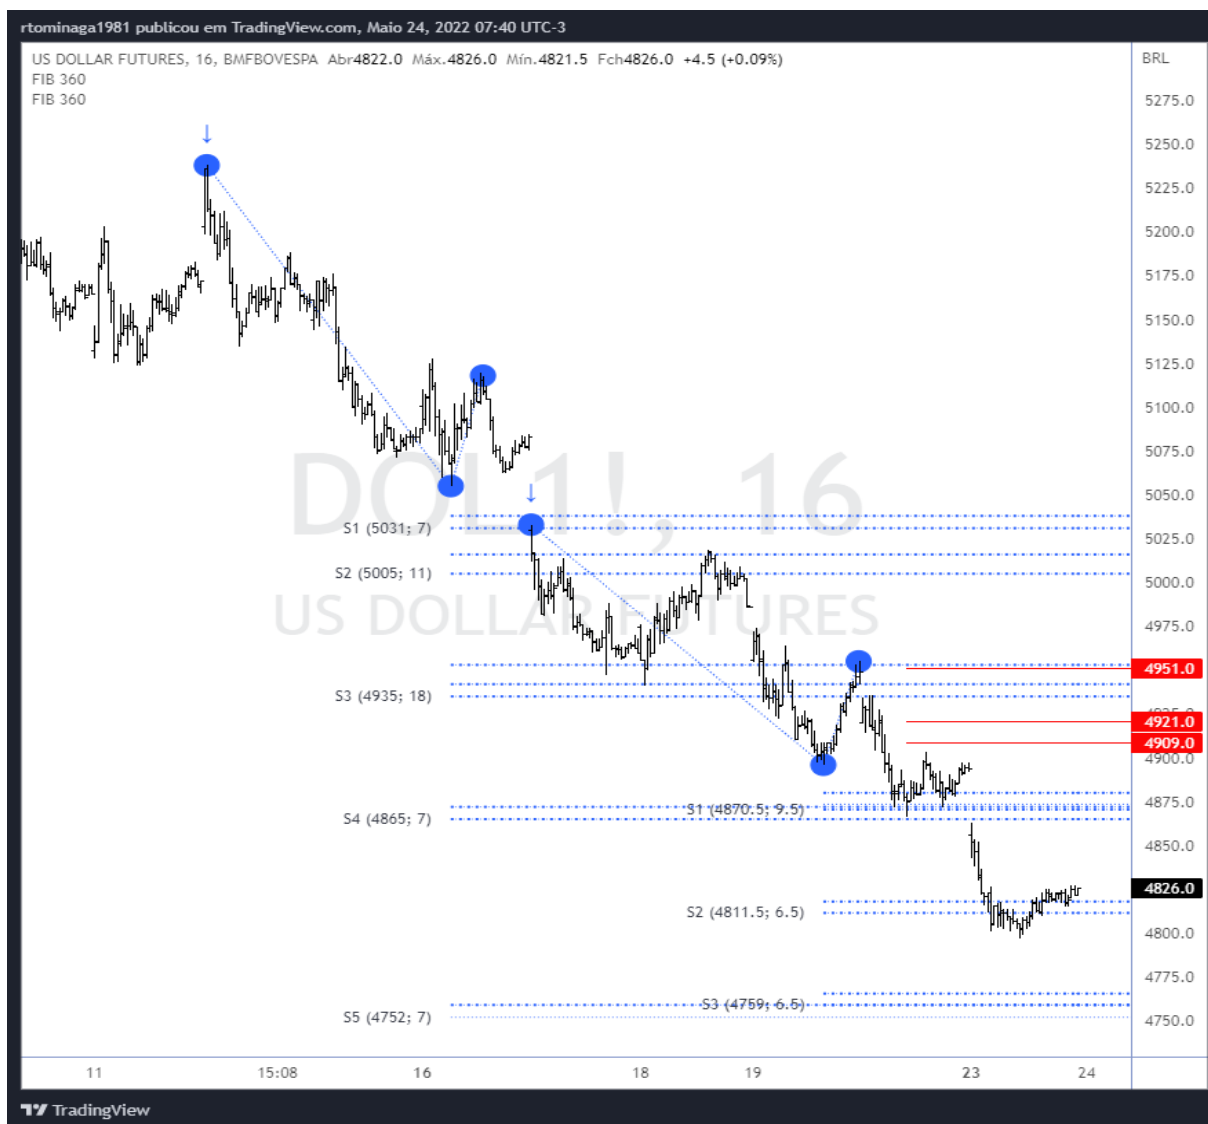 rtominaga1981 publicou em TradingView.com, Maio 24, 2022 07:40 UTC-3
US DOLLAR FUTURES, 16, BMFBOVESPA Abr4822.0 Máx.4826.0 Mín.4821.5 Fch4826.0 +4.5 (+0.09%)
BRL
FIB 360
FIB 360
5275.0
5250.0
5225.0
5200.0
5175.0
5150.0
5125.0
5100.0
5075.0
5050.0
DOL1!, 16
S1 (5031; 7)
5025.0
S2 (5005; 11)
5000.0
US DOLLAR FUTURES
4975.0
4951.0
S3 (4935; 18)
4925.0
4921.0
4909.0
4900.0
4875.0
S1 (4870.5; 9.5)
S4 (4865; 7)
4850.0
4826.0
S2 (4811.5; 6.5)
4800.0
4775.0
S3 (4759; 6.5)
S5 (4752; 7)
4750.0
11 15:08 16 18 19 23 24
TradingView